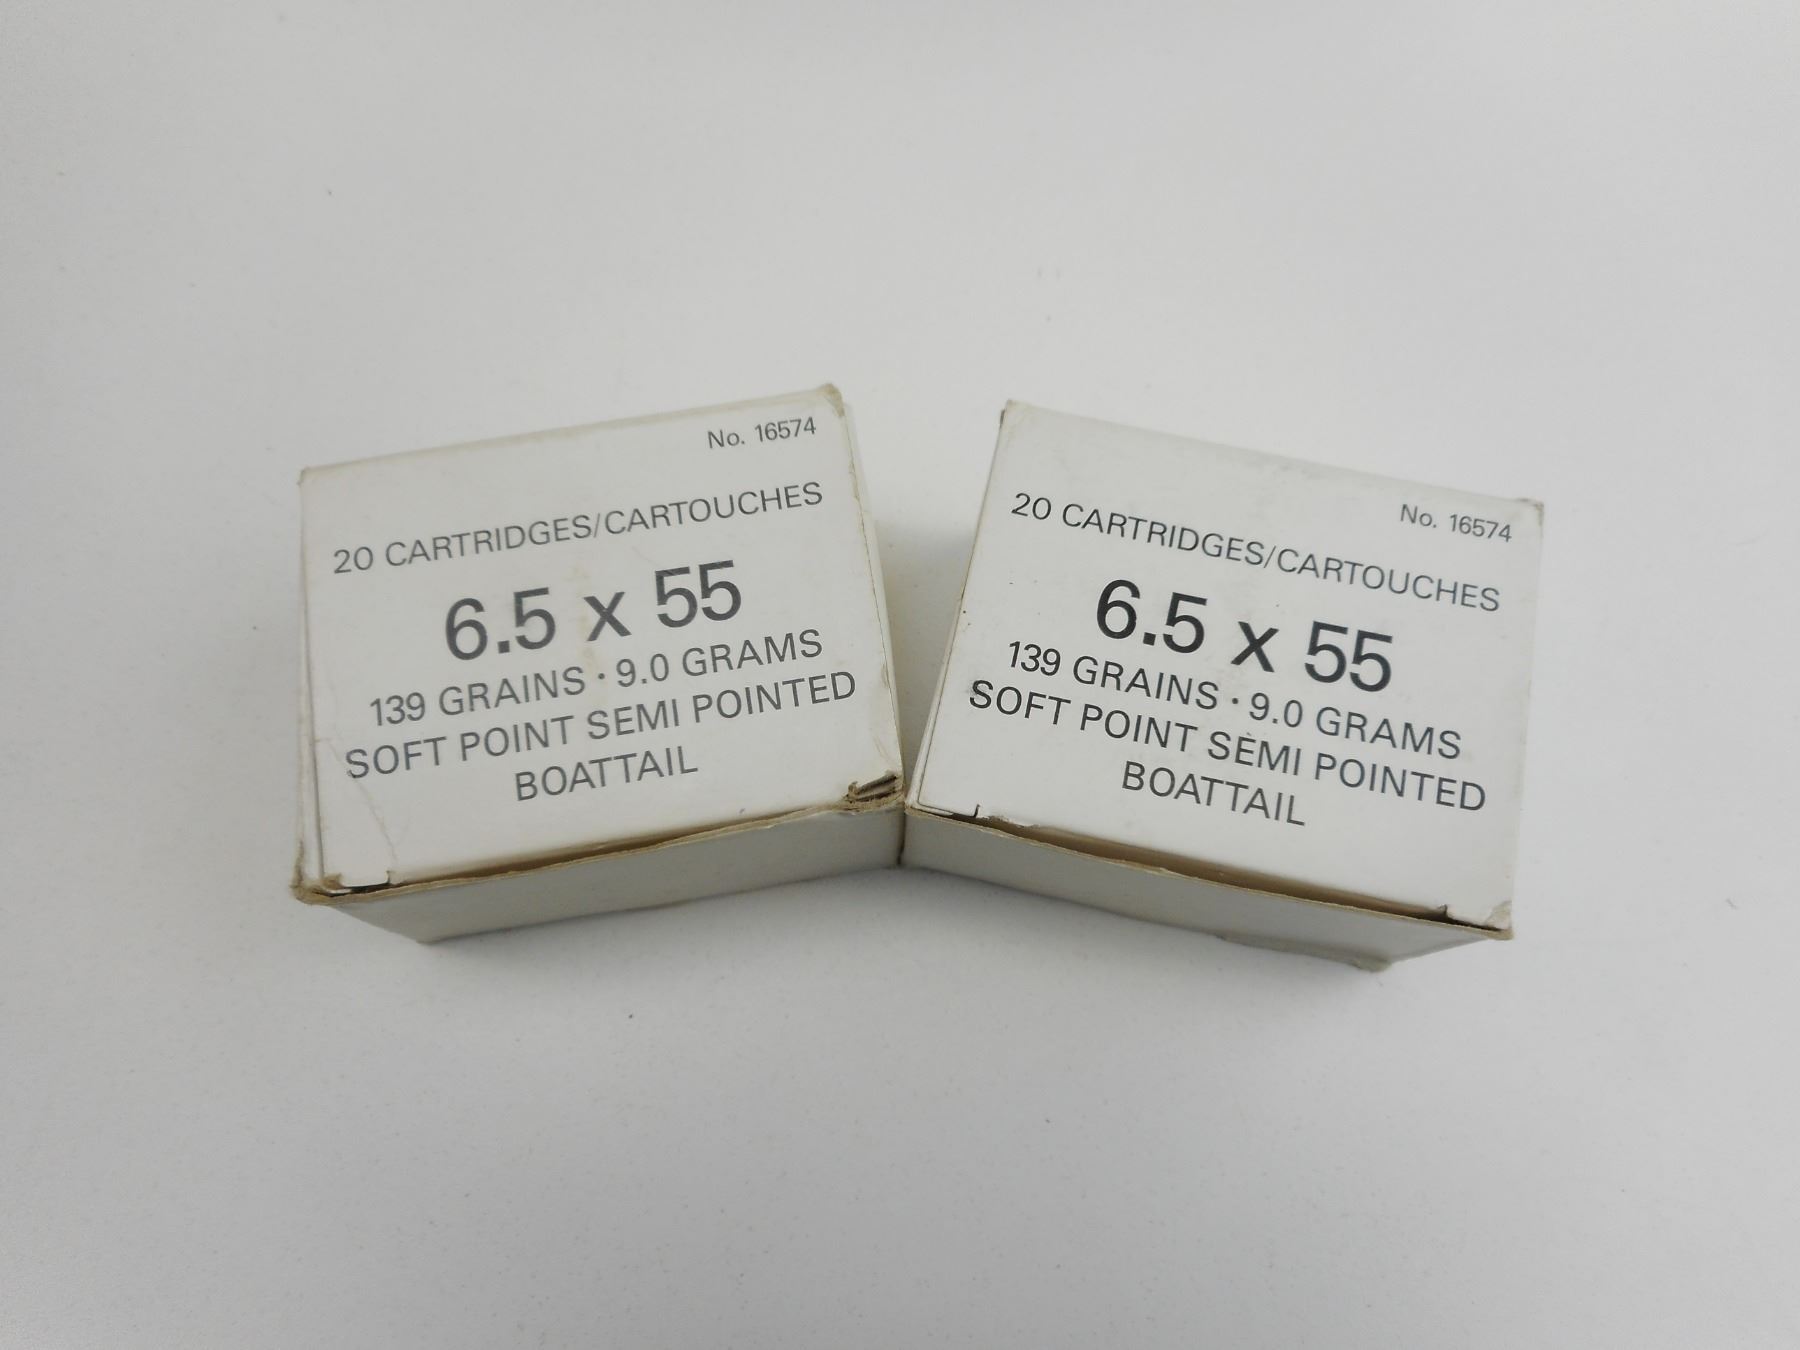 No. 16574
20 CARTRIDGES/CARTOUCHES
6.5 x 55
139 GRAINS · 9.0 GRAMS
SOFT POINT SEMI POINTED
BOATTAIL
No. 16574
20 CARTRIDGES/CARTOUCHES
6.5 x 55
139 GRAINS · 9.0 GRAMS
SOFT POINT SEMI POINTED
BOATTAIL